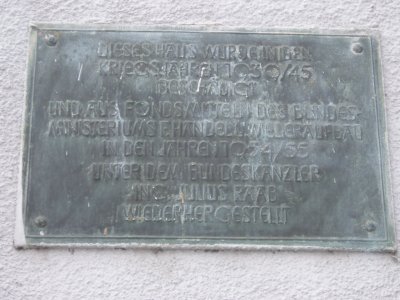 DIESES HAUS WURDE IN DEN
KRIEGSJAHREN 1939/45
BESCHÄDIGT
UND AUS FONDSMITTELN DES BUNDES-
MINISTERIUMS F. HANDEL U. WIEDERAUFBAU
IN DEN JAHREN 1954/55
UNTER DEM BUNDESKANZLER
ING. JULIUS RAAB
WIEDERHERGESTELLT